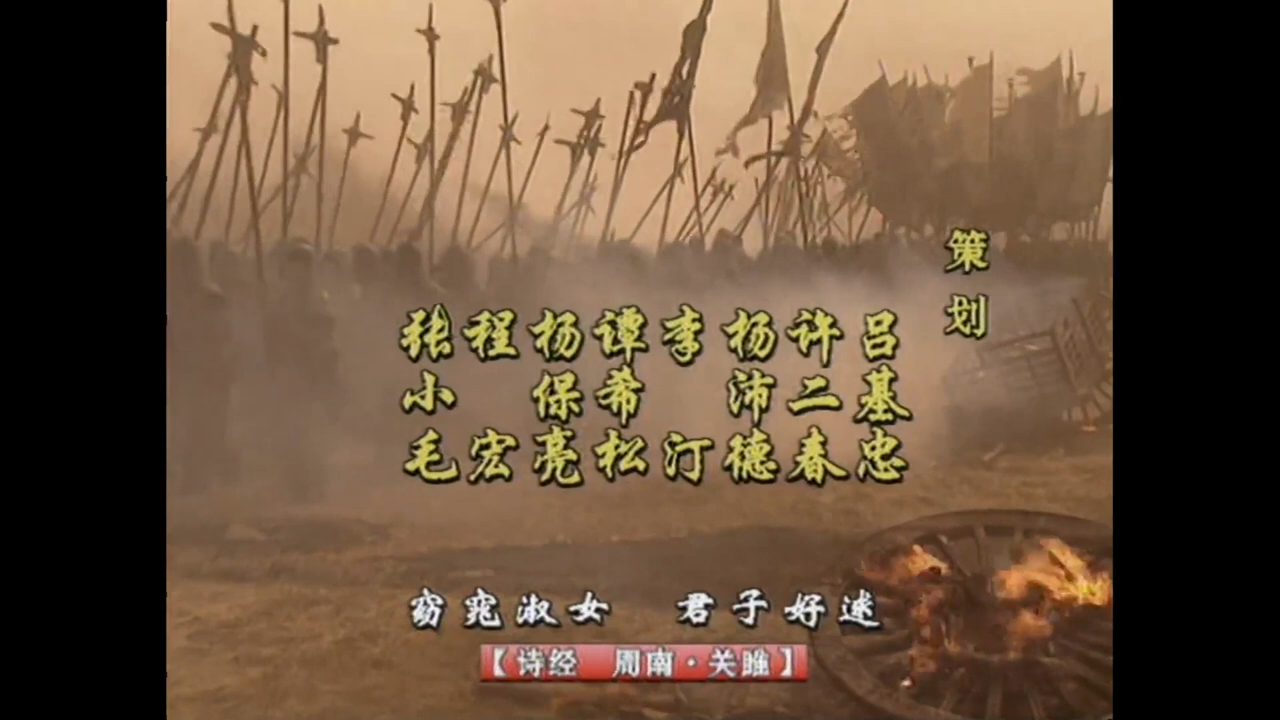 策划
吕基忠
许二春
杨沛德
李汀
谭希松
杨保亮
程宏
张小毛
窈窕淑女　君子好逑
【诗经　周南·关雎】